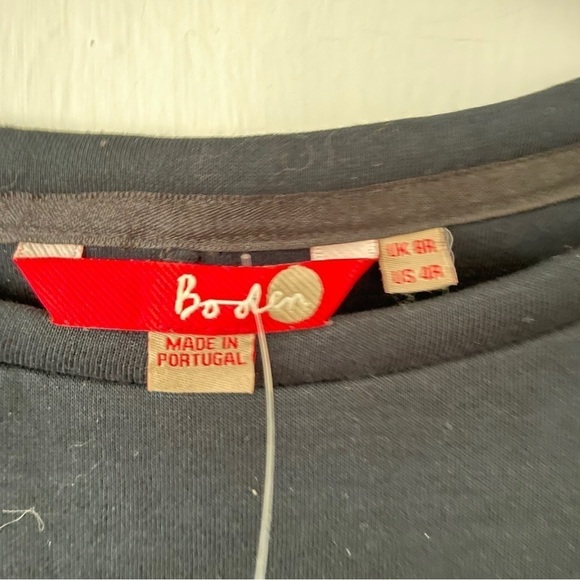 Boden
UK 8R
US 4R
MADE IN
PORTUGAL